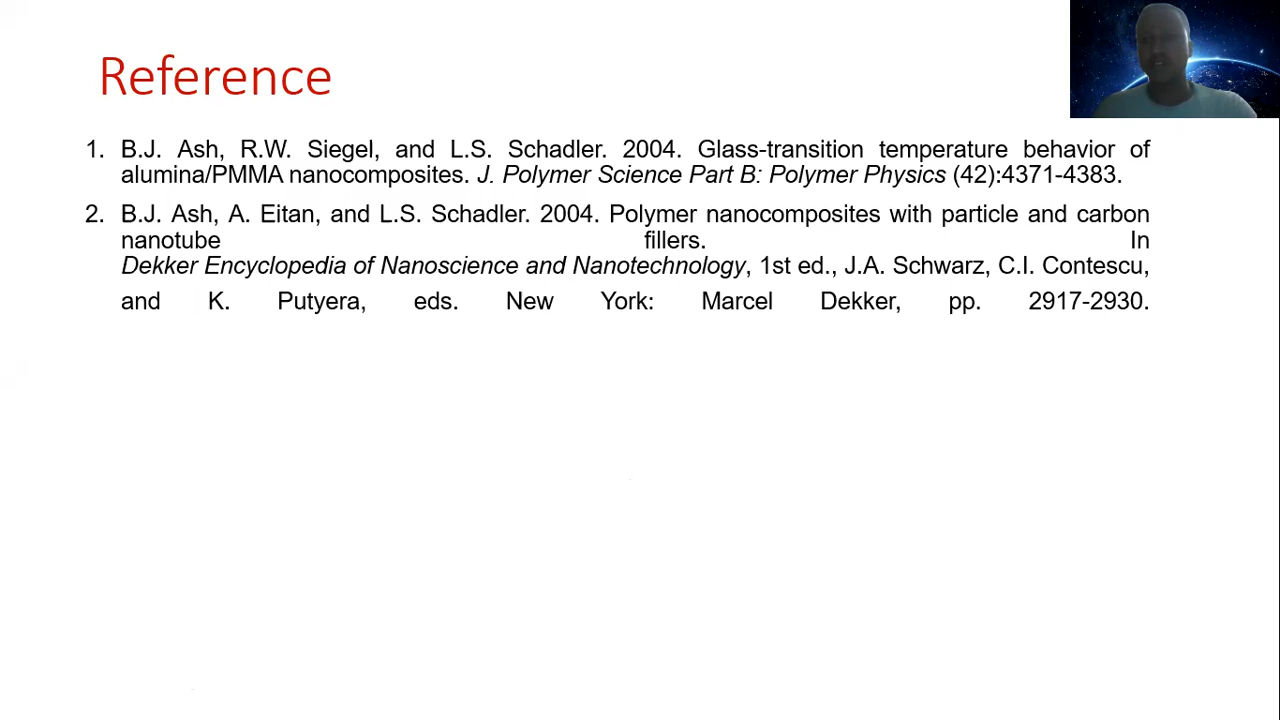 Reference
1. B.J. Ash, R.W. Siegel, and L.S. Schadler. 2004. Glass-transition temperature behavior of
alumina/PMMA nanocomposites. J. Polymer Science Part B: Polymer Physics (42):4371-4383.
2. B.J. Ash, A. Eitan, and L.S. Schadler. 2004. Polymer nanocomposites with particle and carbon
nanotube fillers. In
Dekker Encyclopedia of Nanoscience and Nanotechnology, 1st ed., J.A. Schwarz, C.I. Contescu,
and K. Putyera, eds. New York: Marcel Dekker, pp. 2917-2930.